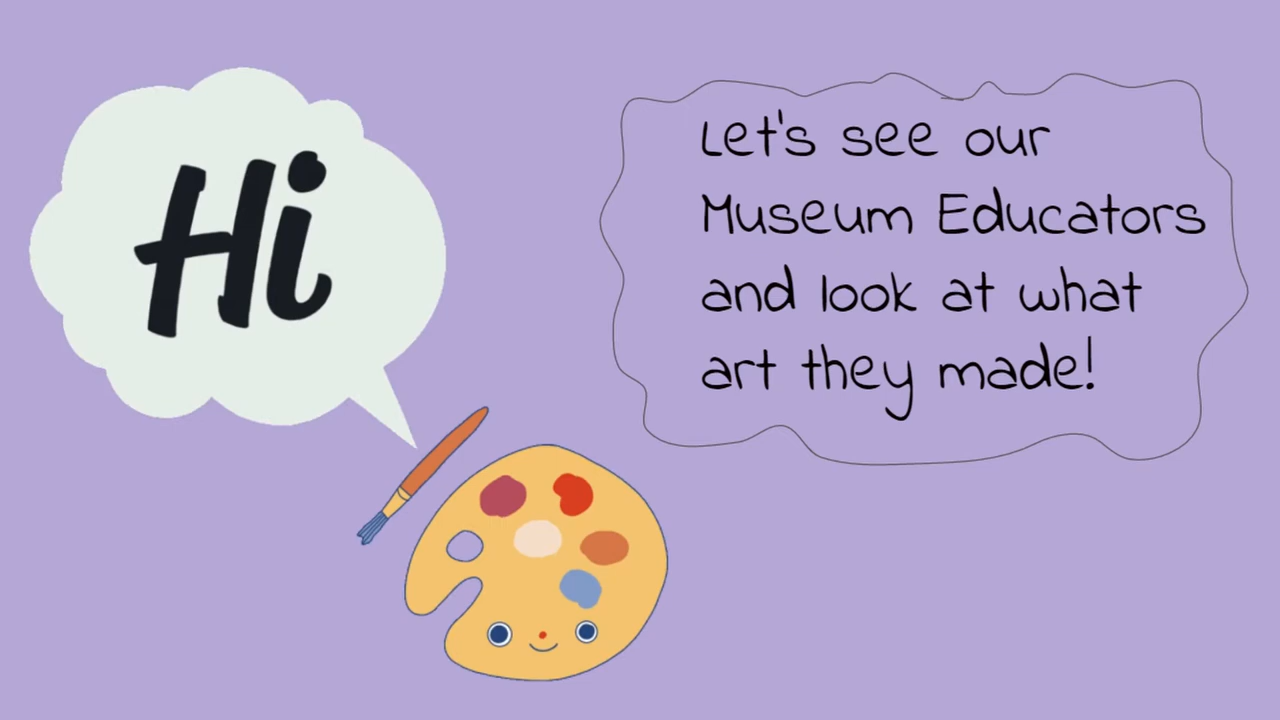 Hi
Let's see our
Museum Educators
and look at what
art they made!